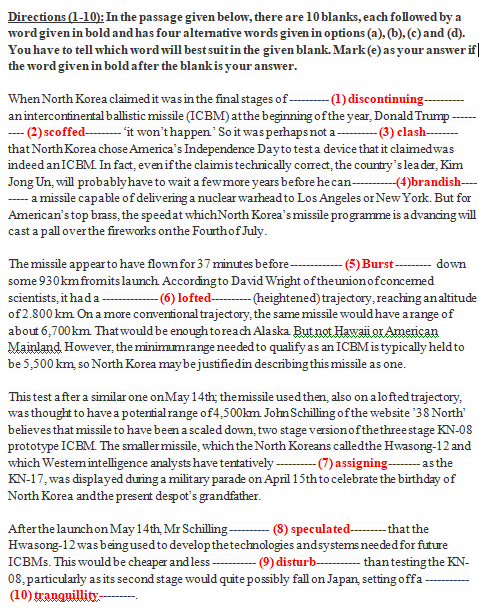 Directions (1-10): In the passage given below, there are 10 blanks, each followed by a
word given in bold and has four alternative words given in options (a), (b), (c) and (d).
You have to tell which word will best suit in the given blank. Mark (e) as your answer if
the word given in bold after the blank is your answer.
When North Korea claimed it was in the final stages of ---------- (1) discontinuing----------
an intercontinental ballistic missile (ICBM) at the beginning of the year, Donald Trump ------
---- (2) scoffed--------- ‘it won’t happen.’ So it was perhaps not a ---------- (3) clash--------
that North Korea chose America’s Independence Day to test a device that it claimed was
indeed an ICBM. In fact, even if the claim is technically correct, the country’s leader, Kim
Jong Un, will probably have to wait a few more years before he can -----------(4)brandish----
----- a missile capable of delivering a nuclear warhead to Los Angeles or New York. But for
American’s top brass, the speed at which North Korea’s missile programme is advancing will
cast a pall over the fireworks on the Fourth of July.
The missile appear to have flown for 37 minutes before ------------- (5) Burst --------- down
some 930 km from its launch. According to David Wright of the union of concerned
scientists, it had a -------------- (6) lofted---------- (heightened) trajectory, reaching an altitude
of 2.800 km. On a more conventional trajectory, the same missile would have a range of
about 6,700km. That would be enough to reach Alaska. But not Hawaii or American
Mainland. However, the minimum range needed to qualify as an ICBM is typically held to
be 5,500 km, so North Korea may be justified in describing this missile as one.
This test after a similar one on May 14th; the missile used then, also on a lofted trajectory,
was thought to have a potential range of 4,500km. John Schilling of the website ’38 North’
believes that missile to have been a scaled down, two stage version of the three stage KN-08
prototype ICBM. The smaller missile, which the North Koreans called the Hwasong-12 and
which Western intelligence analysts have tentatively ---------- (7) assigning-------- as the
KN-17, was displayed during a military parade on April 15th to celebrate the birthday of
North Korea and the present despot’s grandfather.
After the launch on May 14th, Mr Schilling ---------- (8) speculated--------- that the
Hwasong-12 was being used to develop the technologies and systems needed for future
ICBMs. This would be cheaper and less ----------- (9) disturb----------- than testing the KN-
08, particularly as its second stage would quite possibly fall on Japan, setting off a -----------
(10) tranquillity---------.